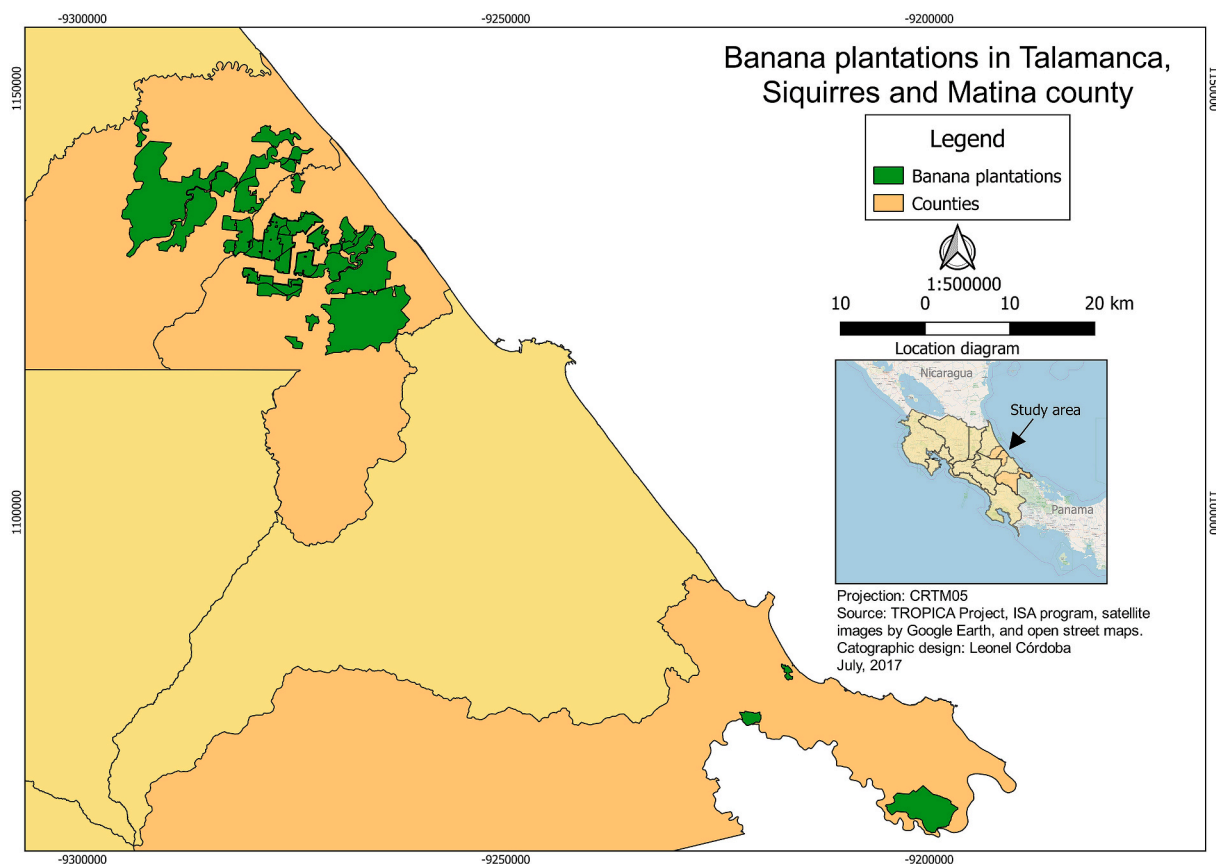 -9300000
-9250000
-9200000
1150000
1150000
Banana plantations in Talamanca,
Siquirres and Matina county
Legend
Banana plantations
Counties
1:500000
10 0 10 20 km
Location diagram
Nicaragua
Study area
Panama
1100000
1100000
Projection: CRTM05
Source: TROPICA Project, ISA program, satellite
images by Google Earth, and open street maps.
Catographic design: Leonel Córdoba
July, 2017
-9300000
-9250000
-9200000